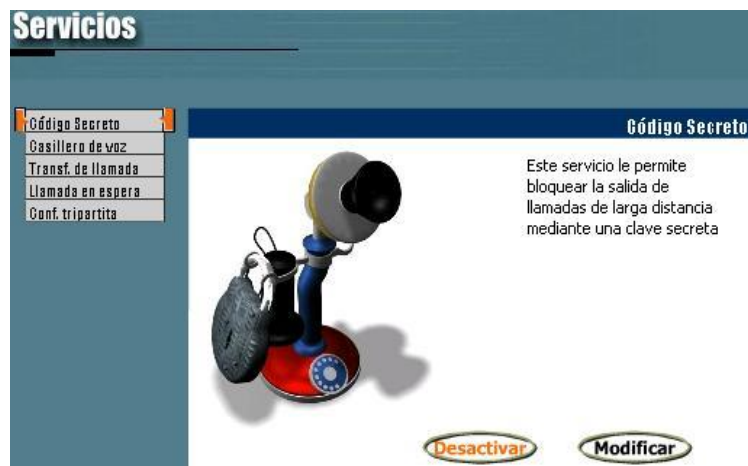 Servicios
Código Secreto
Casillero de voz
Transf. de llamada
Llamada en espera
Conf. tripartita
Código Secreto
Este servicio le permite
bloquear la salida de
llamadas de larga distancia
mediante una clave secreta
Desactivar
Modificar